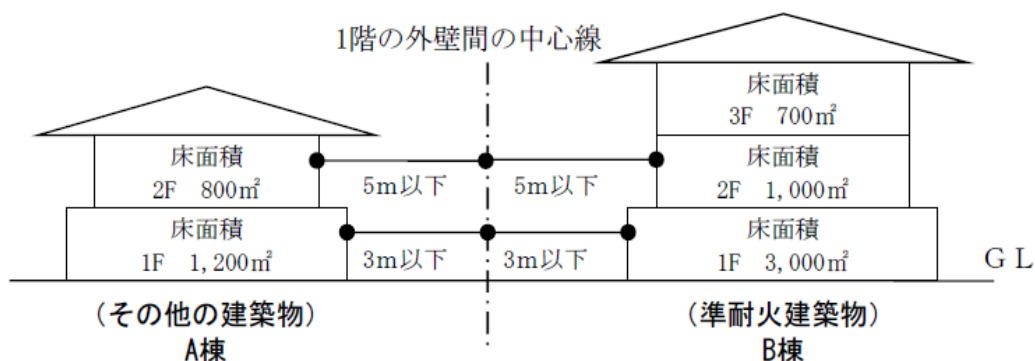 1階の外壁間の中心線
床面積
3F 700㎡
床面積
2F 800㎡
5m以下
5m以下
床面積
2F 1,000㎡
床面積
1F 1,200㎡
3m以下
3m以下
床面積
1F 3,000㎡
GL
(その他の建築物)
A棟
(準耐火建築物)
B棟